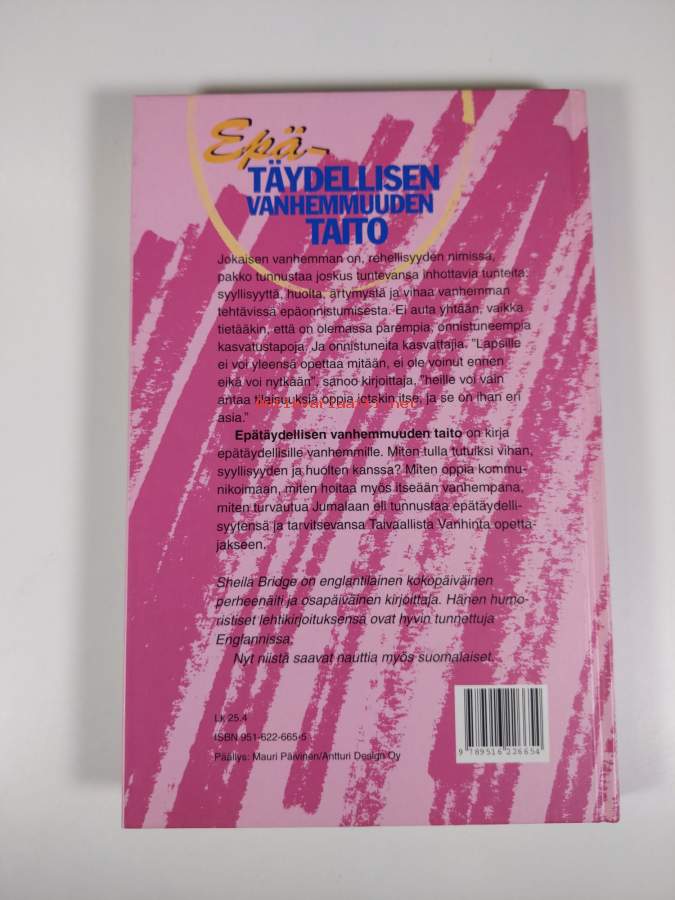 Epä-
TÄYDELLISEN
VANHEMMUUDEN
TAITO
Jokaisen vanhemman on, rehellisyyden nimissä,
pakko tunnustaa joskus tuntevansa inhottavia tunteita:
syyllisyyttä, huolta, ärtymystä ja vihaa vanhemman
tehtävissä epäonnistumisesta. Ei auta yhtään, vaikka
tietääkin, että on olemassa parempia, onnistuneempia
kasvatustapoja. Ja onnistuneita kasvattajia. "Lapsille
ei voi yleensä opettaa mitään, ei ole voinut ennen
eikä voi nytkään", sanoo kirjoittaja, "heille voi vain
antaa tilaisuuksia oppia jotakin itse, ja se on ihan eri
asia."
Epätäydellisen vanhemmuuden taito on kirja
epätäydellisille vanhemmille. Miten tulla tutuiksi vihan,
syyllisyyden ja huolten kanssa? Miten oppia kommu-
nikoimaan, miten hoitaa myös itseään vanhempana,
miten turvautua Jumalaan eli tunnustaa epätäydelli-
syytensä ja tarvitsevansa Taivaallista Vanhinta opetta-
jakseen.
Sheila Bridge on englantilainen kokopäiväinen
perheenäiti ja osapäiväinen kirjoittaja. Hänen humo-
ristiset lehtikirjoituksensa ovat hyvin tunnettuja
Englannissa.
Nyt niistä saavat nauttia myös suomalaiset.
Lk 25.4
ISBN 951-622-665-5
Päällys: Mauri Päivinen/Antturi Design Oy
9 789516 226654